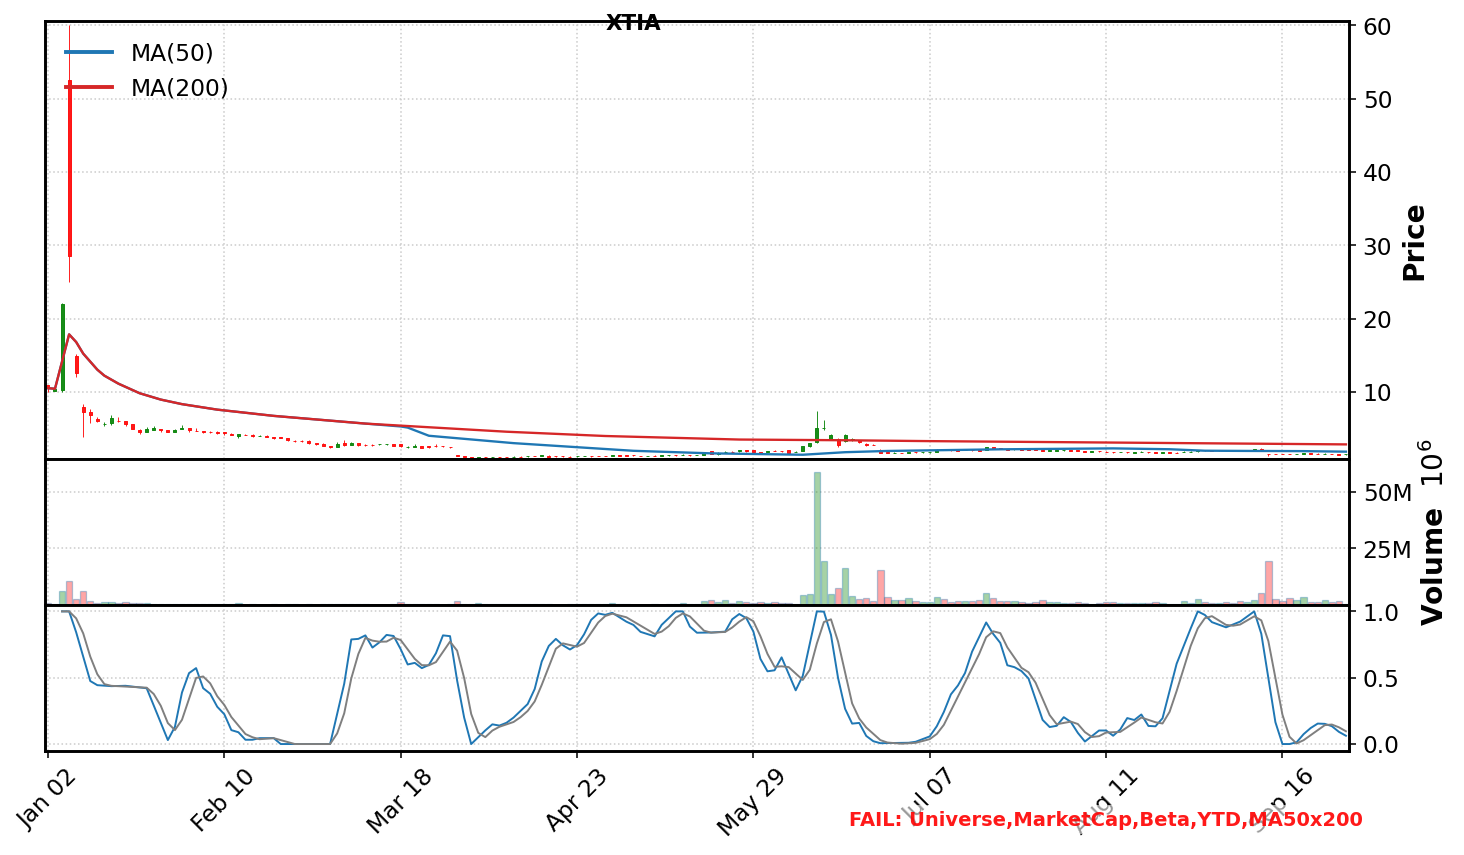 XTIA
MA(50)
MA(200)
60
50
40
30
20
10
Price
50M
25M
Volume 10^6
1.0
0.5
0.0
Jan 02
Feb 10
Mar 18
Apr 23
May 29
Jul 07
Aug 11
Sep 16
FAIL: Universe,MarketCap,Beta,YTD,MA50x200